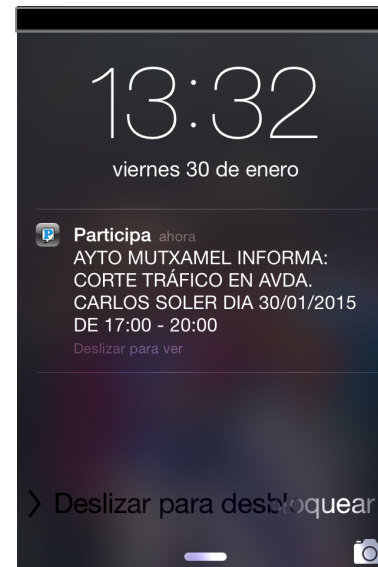 13:32
viernes 30 de enero
Participa ahora
AYTO MUTXAMEL INFORMA:
CORTE TRÁFICO EN AVDA.
CARLOS SOLER DIA 30/01/2015
DE 17:00 - 20:00
Deslizar para ver
Deslizar para desbloquear